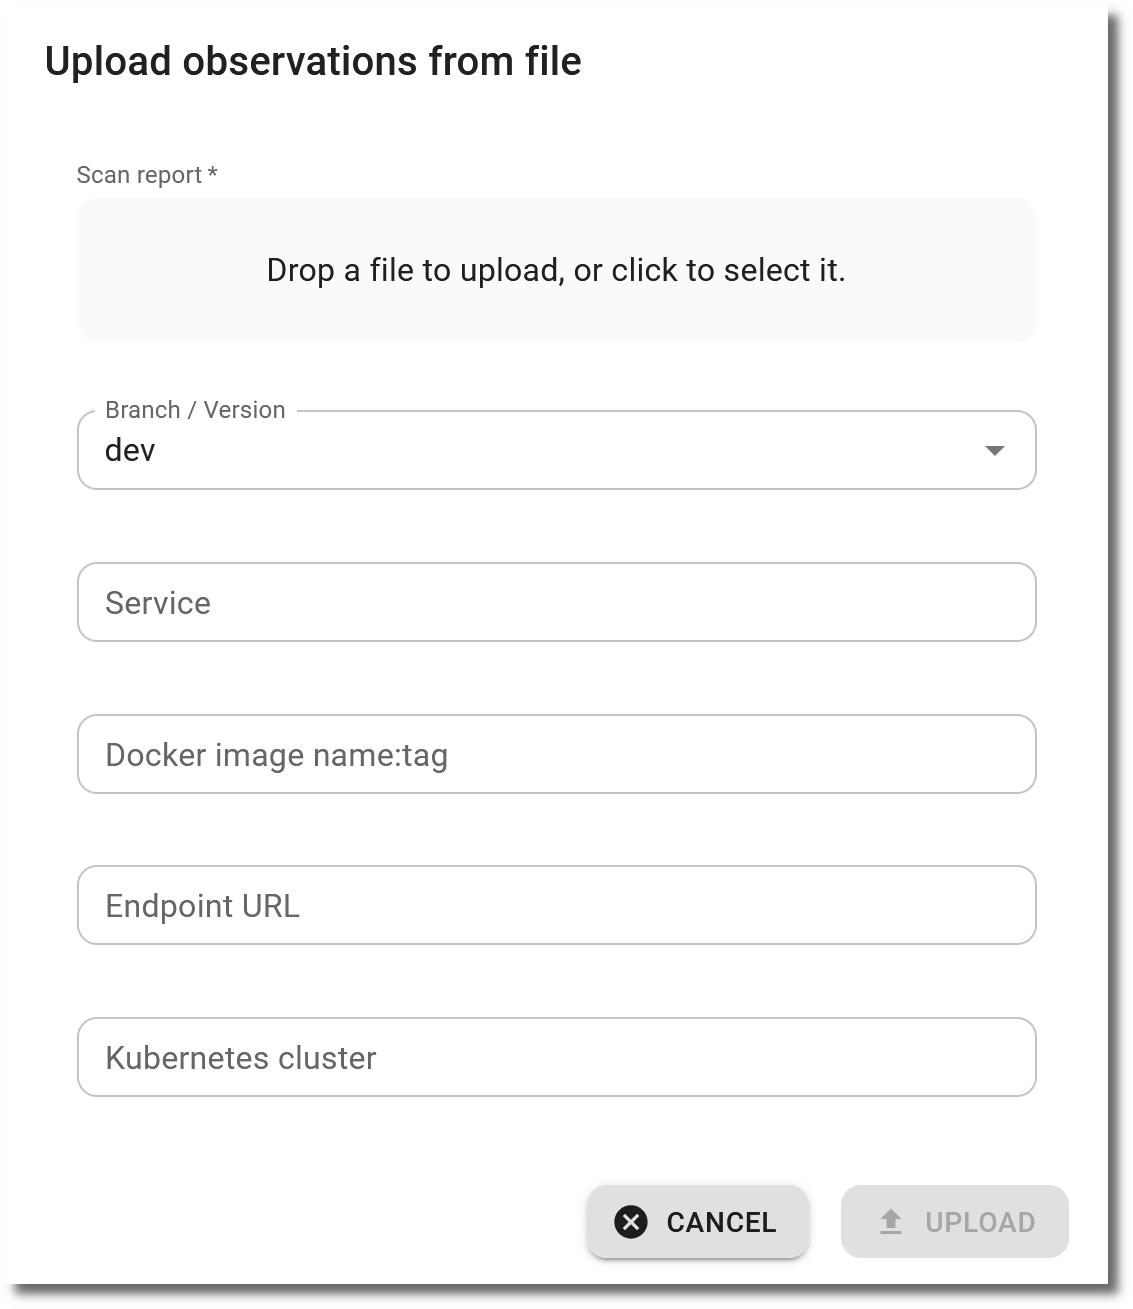 Upload observations from file
Scan report *
Drop a file to upload, or click to select it.
Branch / Version
dev
Service
Docker image name:tag
Endpoint URL
Kubernetes cluster
CANCEL UPLOAD